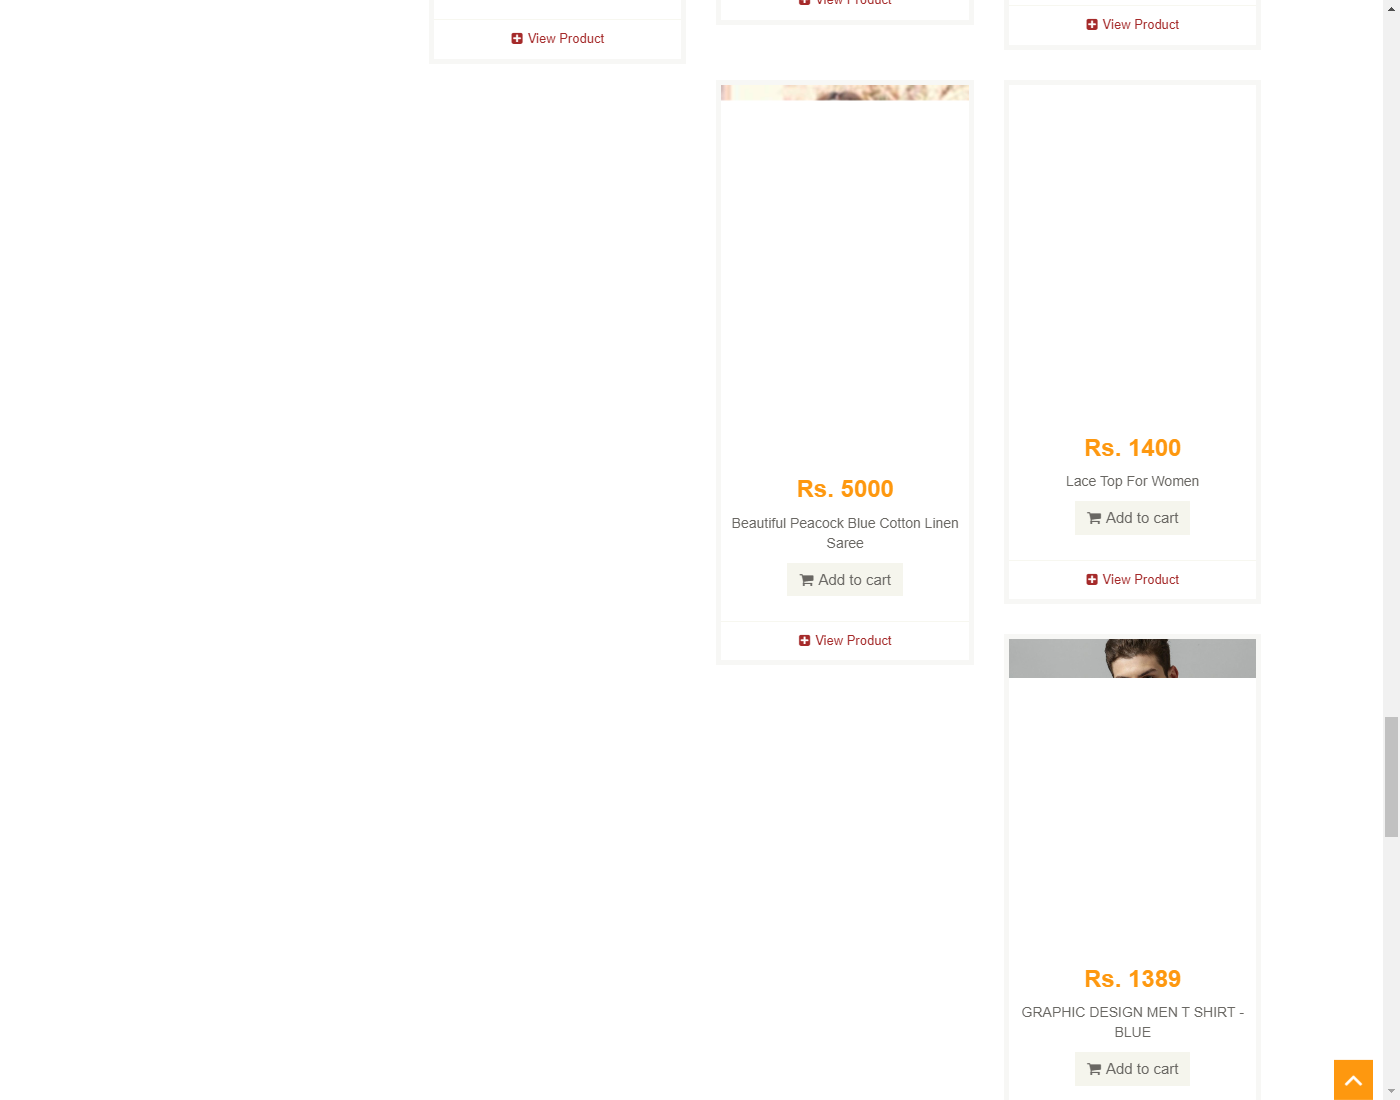 View Product
View Product
View Product
Rs. 5000
Beautiful Peacock Blue Cotton Linen
Saree
Add to cart
View Product
Rs. 1400
Lace Top For Women
Add to cart
View Product
Rs. 1389
GRAPHIC DESIGN MEN T SHIRT -
BLUE
Add to cart